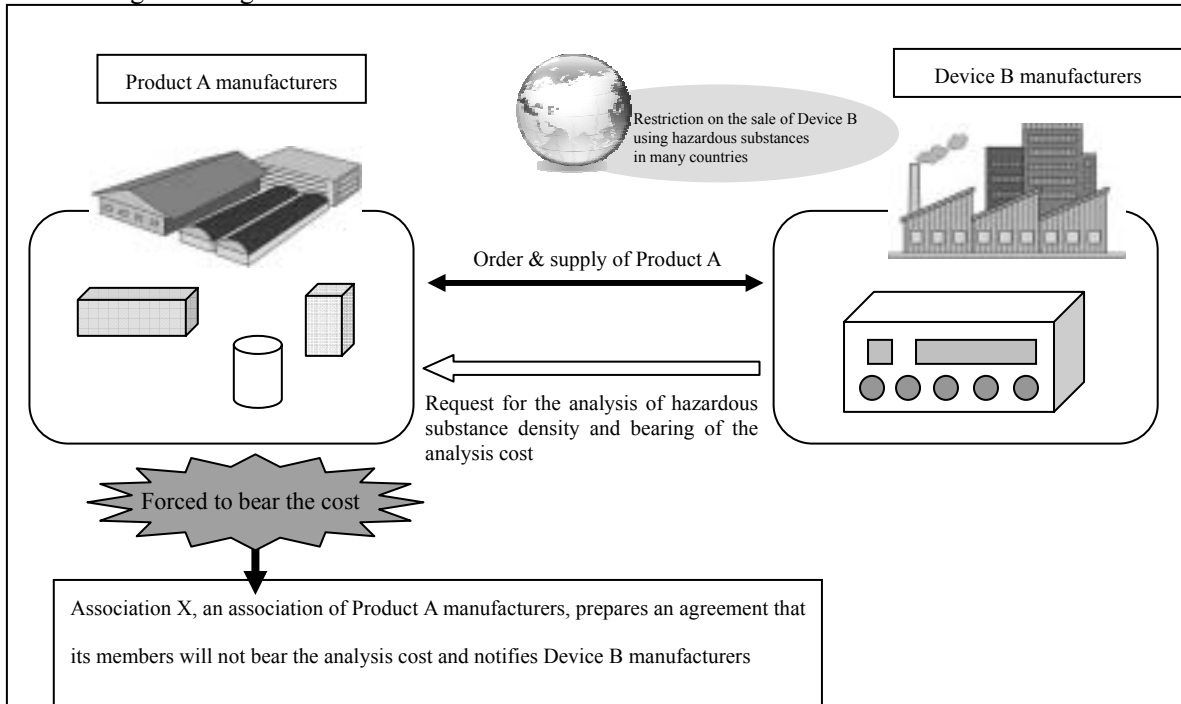 Product A manufacturers
Device B manufacturers
Restriction on the sale of Device B
using hazardous substances
in many countries
Order & supply of Product A
Request for the analysis of hazardous
substance density and bearing of the
analysis cost
Forced to bear the cost
Association X, an association of Product A manufacturers, prepares an agreement that
its members will not bear the analysis cost and notifies Device B manufacturers